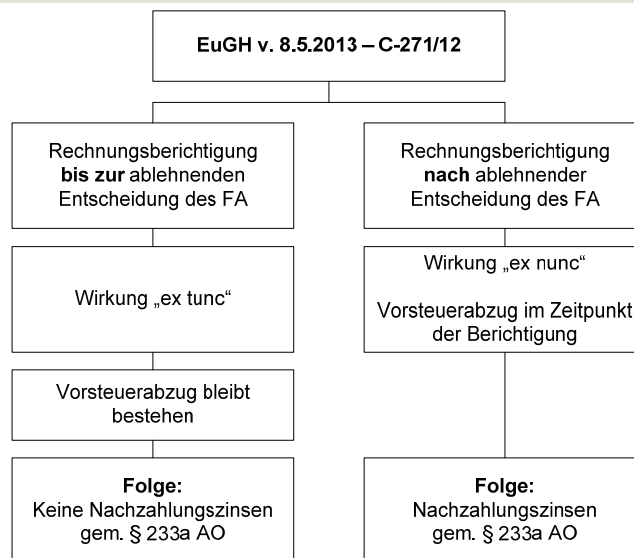 EuGH v. 8.5.2013 – C-271/12
Rechnungsberichtigung
bis zur ablehnenden
Entscheidung des FA
Wirkung „ex tunc“
Vorsteuerabzug bleibt
bestehen
Folge:
Keine Nachzahlungszinsen
gem. § 233a AO
Rechnungsberichtigung
nach ablehnender
Entscheidung des FA
Wirkung „ex nunc“
Vorsteuerabzug im Zeitpunkt
der Berichtigung
Folge:
Nachzahlungszinsen
gem. § 233a AO